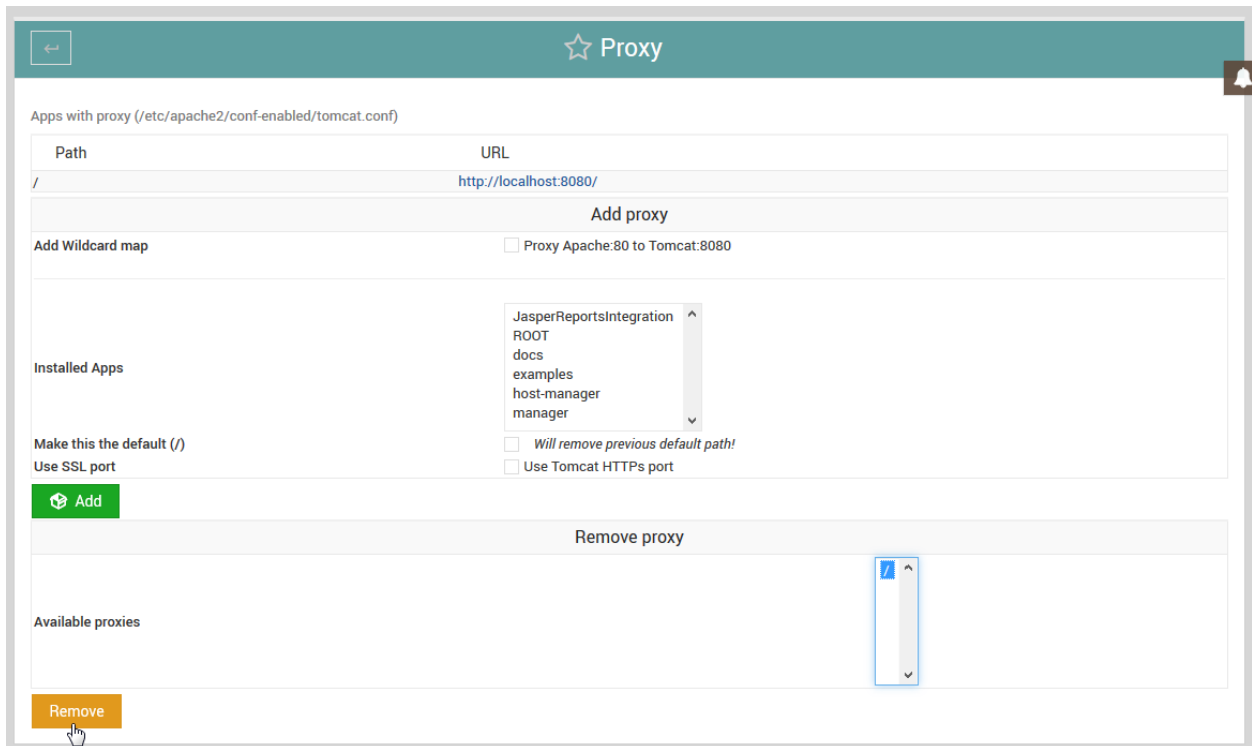 Proxy
Apps with proxy (/etc/apache2/conf-enabled/tomcat.conf)
Path URL
/ http://localhost:8080/
Add proxy
Add Wildcard map Proxy Apache:80 to Tomcat:8080
JasperReportsIntegration
ROOT
docs
examples
Installed Apps
host-manager
manager
Make this the default (/) Will remove previous default path!
Use SSL port Use Tomcat HTTPs port
Add
Remove proxy
/
Available proxies
Remove